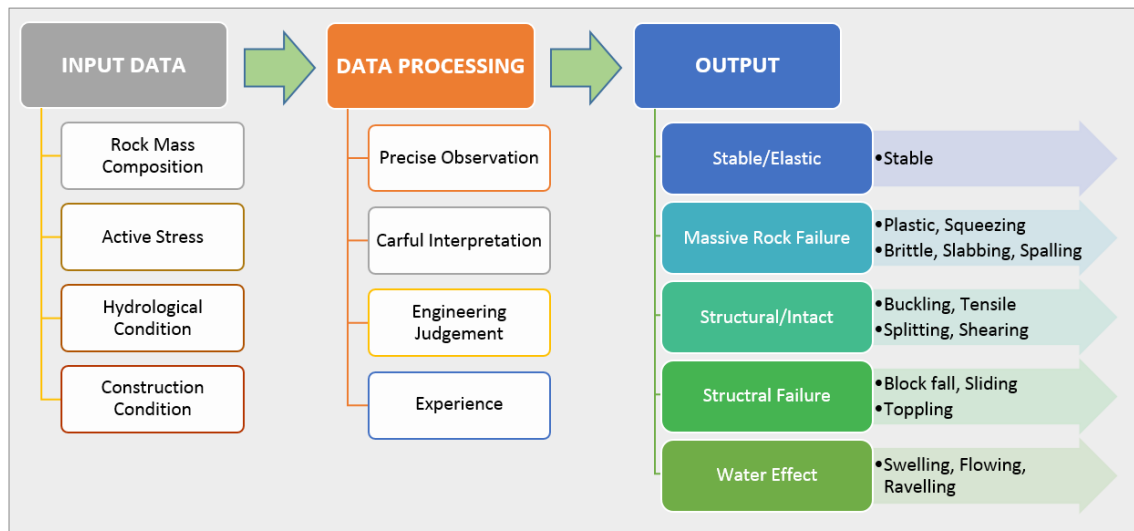 INPUT DATA
Rock Mass
Composition
Active Stress
Hydrological
Condition
Construction
Condition
DATA PROCESSING
Precise Observation
Carful Interpretation
Engineering
Judgement
Experience
OUTPUT
Stable/Elastic
•Stable
Massive Rock Failure
•Plastic, Squeezing
•Brittle, Slabbing, Spalling
Structural/Intact
•Buckling, Tensile
•Splitting, Shearing
Structral Failure
•Block fall, Sliding
•Toppling
Water Effect
•Swelling, Flowing,
Ravelling